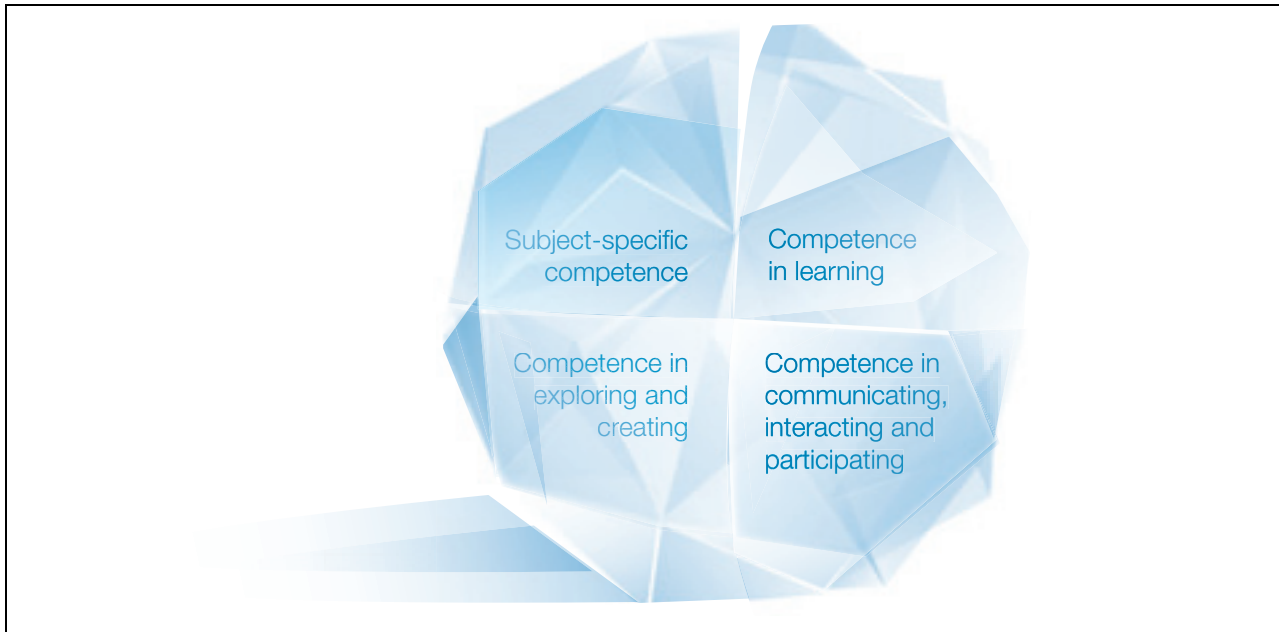 Subject-specific
competence
Competence
in learning
Competence in
exploring and
creating
Competence in
communicating,
interacting and
participating